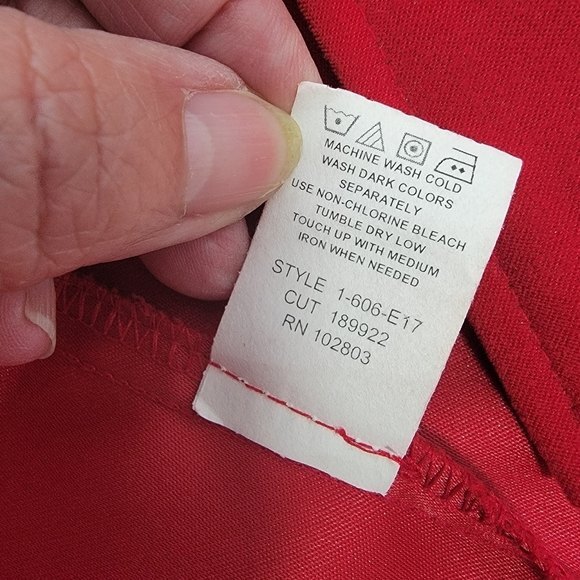 MACHINE WASH COLD
WASH DARK COLORS
SEPARATELY
USE NON-CHLORINE BLEACH
TUMBLE DRY LOW
TOUCH UP WITH MEDIUM
IRON WHEN NEEDED
STYLE 1-606-E17
CUT 189922
RN 102803